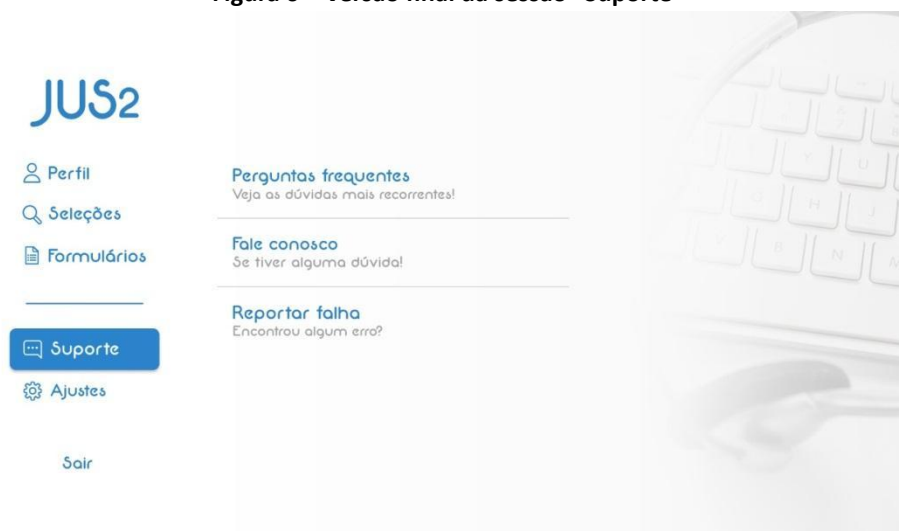 JUS2
Perfil
Seleções
Formulários
Suporte
Ajustes
Sair
Perguntas frequentes
Veja as dúvidas mais recorrentes!
Fale conosco
Se tiver alguma dúvida!
Reportar falha
Encontrou algum erro?